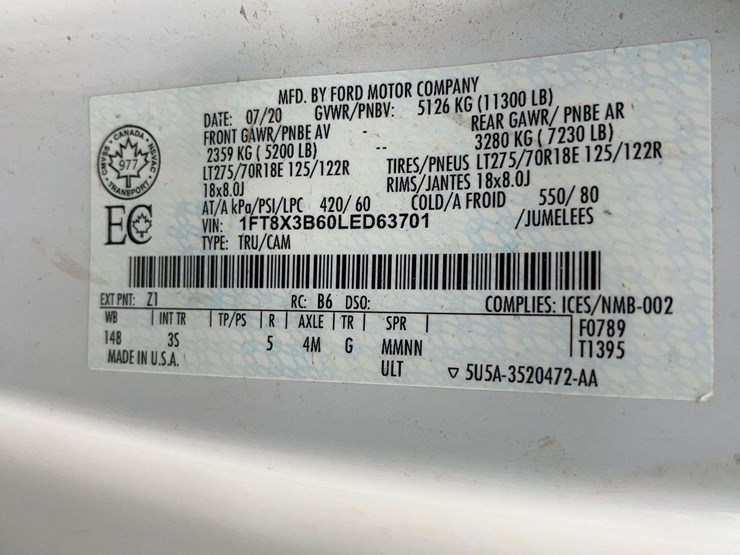 MFD. BY FORD MOTOR COMPANY
DATE: 07/20 GVWR/PNBV: 5126 KG (11300 LB)
FRONT GAWR/PNBE AV - REAR GAWR/ PNBE AR
2359 KG ( 5200 LB) -- 3280 KG ( 7230 LB)
LT275/70R18E 125/122R TIRES/PNEUS LT275/70R18E 125/122R
18x8.0J RIMS/JANTES 18x8.0J
AT/A kPa/PSI/LPC 420/ 60 COLD/A FROID 550/ 80
VIN: 1FT8X3B60LED63701 /JUMELEES
TYPE: TRU/CAM
CANADA
977
TRANSPORT
EC
EXT PNT: Z1 RC: B6 DSO: COMPLIES: ICES/NMB-002
WB INT TR TP/PS R AXLE TR SPR F0789
148 3S 5 4M G MMNN T1395
MADE IN U.S.A. ULT ▽ 5U5A-3520472-AA